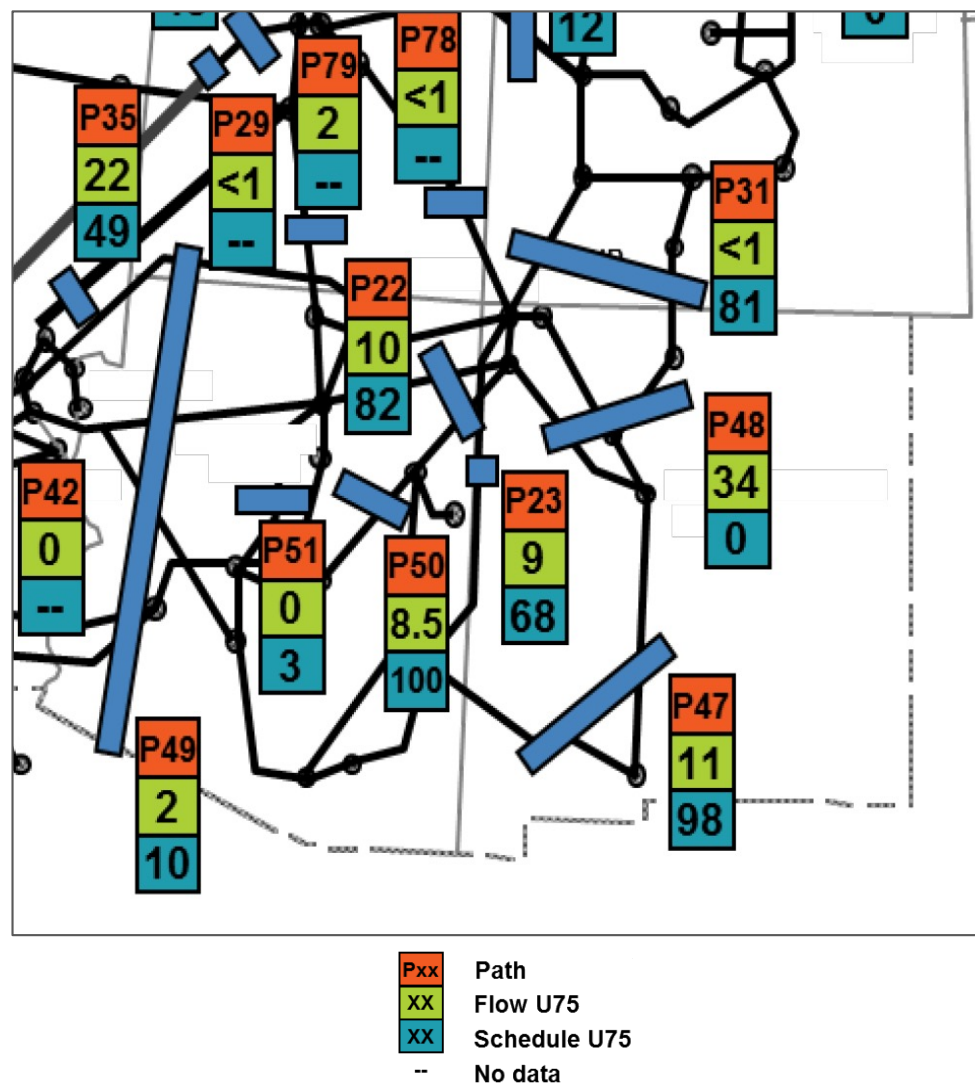 12
P79
2
--
P78
<1
--
P35
22
49
P29
<1
--
P31
<1
81
P22
10
82
P48
34
0
P42
0
--
P51
0
3
P50
8.5
100
P23
9
68
P49
2
10
P47
11
98
Pxx Path
XX Flow U75
XX Schedule U75
-- No data